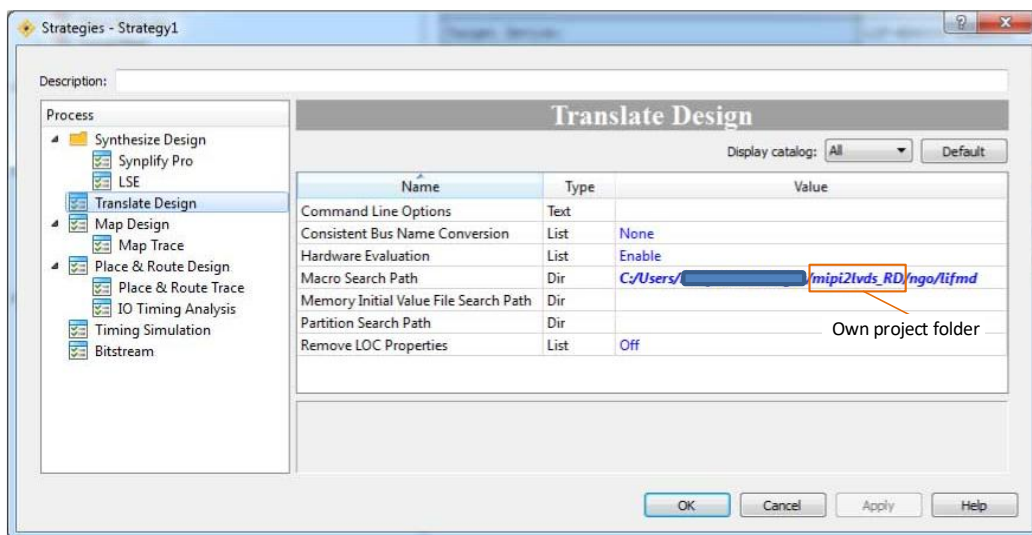 Strategies - Strategy1
Description:
Process
Synthesize Design
Synplify Pro
LSE
Translate Design
Map Design
Map Trace
Place & Route Design
Place & Route Trace
IO Timing Analysis
Timing Simulation
Bitstream
Translate Design
Display catalog: All Default
Name Type Value
Command Line Options Text
Consistent Bus Name Conversion List None
Hardware Evaluation List Enable
Macro Search Path Dir C:/Users/ /mipi2lvds_RD/ngo/lifmd
Memory Initial Value File Search Path Dir
Partition Search Path Dir
Remove LOC Properties List Off
Own project folder
OK Cancel Apply Help